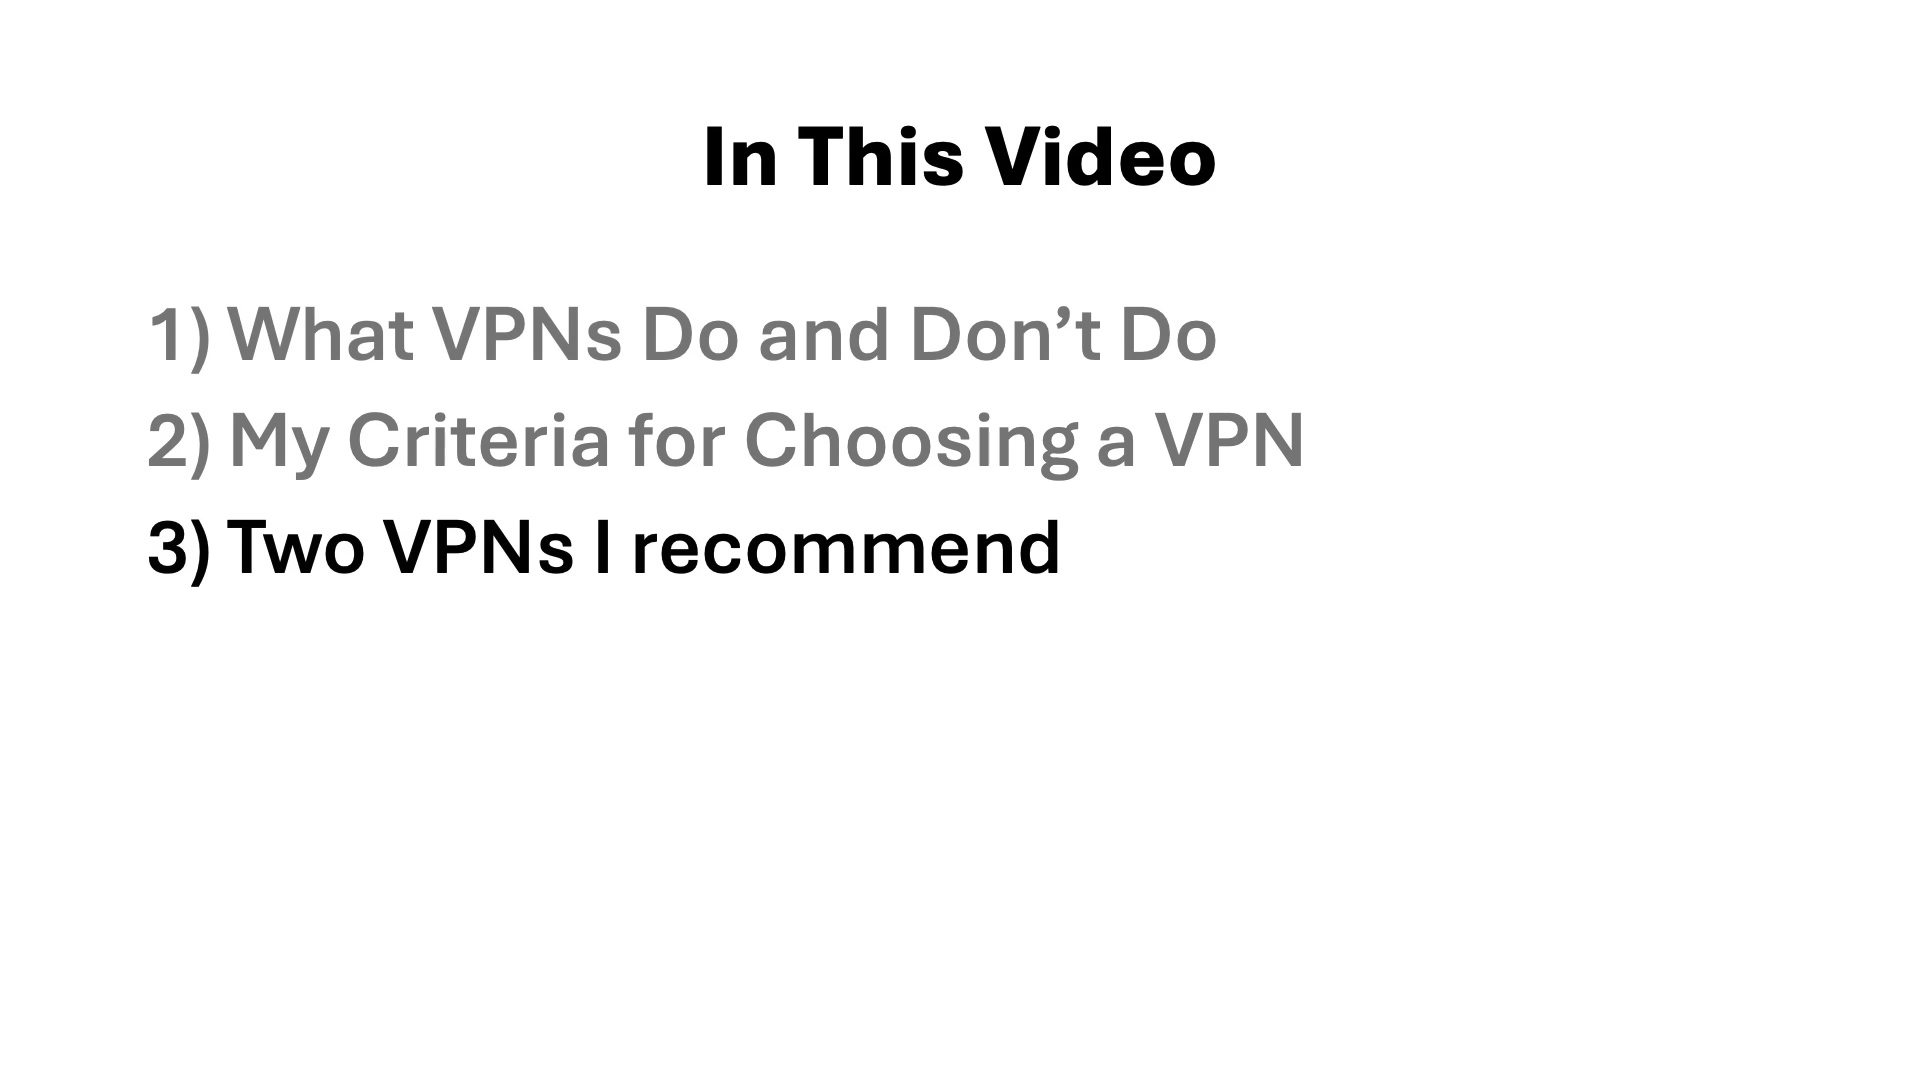 In This Video
1) What VPNs Do and Don’t Do
2) My Criteria for Choosing a VPN
3) Two VPNs I recommend